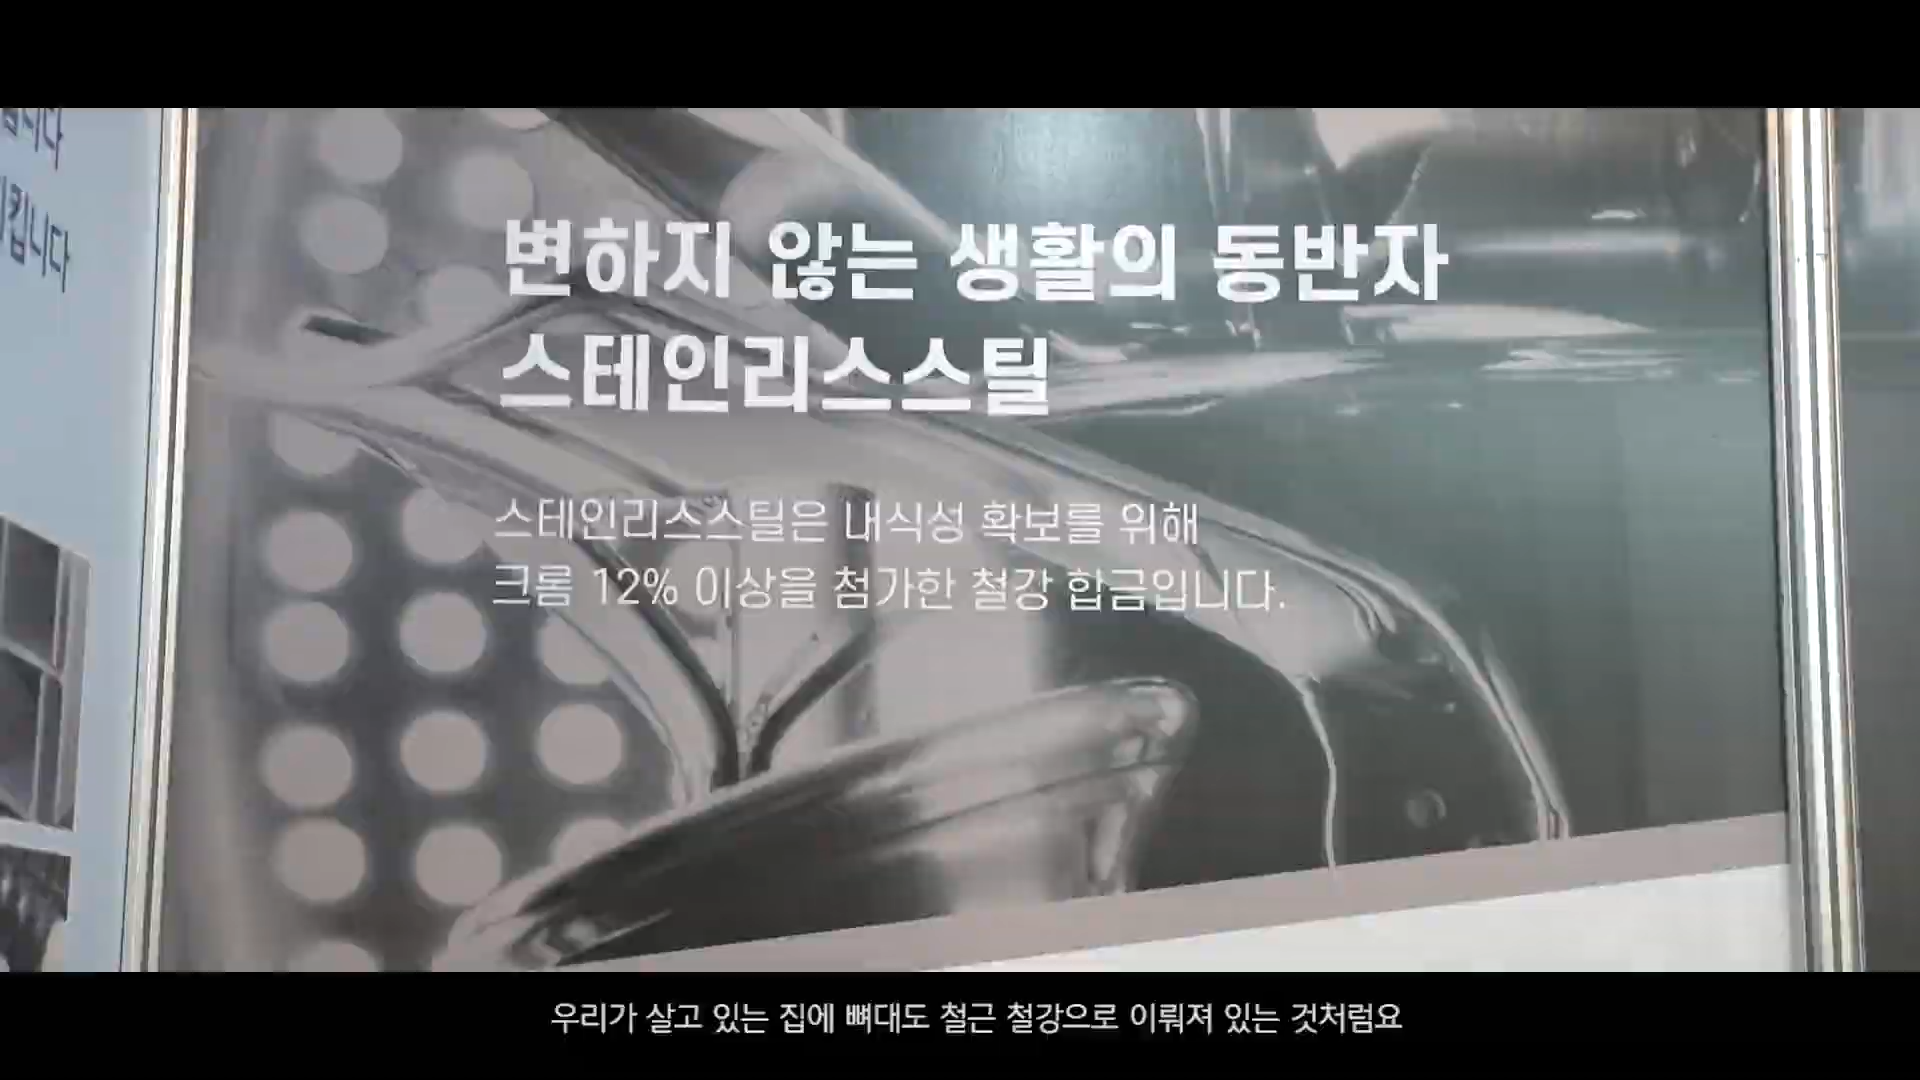 변하지 않는 생활의 동반자
스테인리스스틸
스테인리스스틸은 내식성 확보를 위해
크롬 12% 이상을 첨가한 철강 합금입니다.
우리가 살고 있는 집에 뼈대도 철근 철강으로 이뤄져 있는 것처럼요